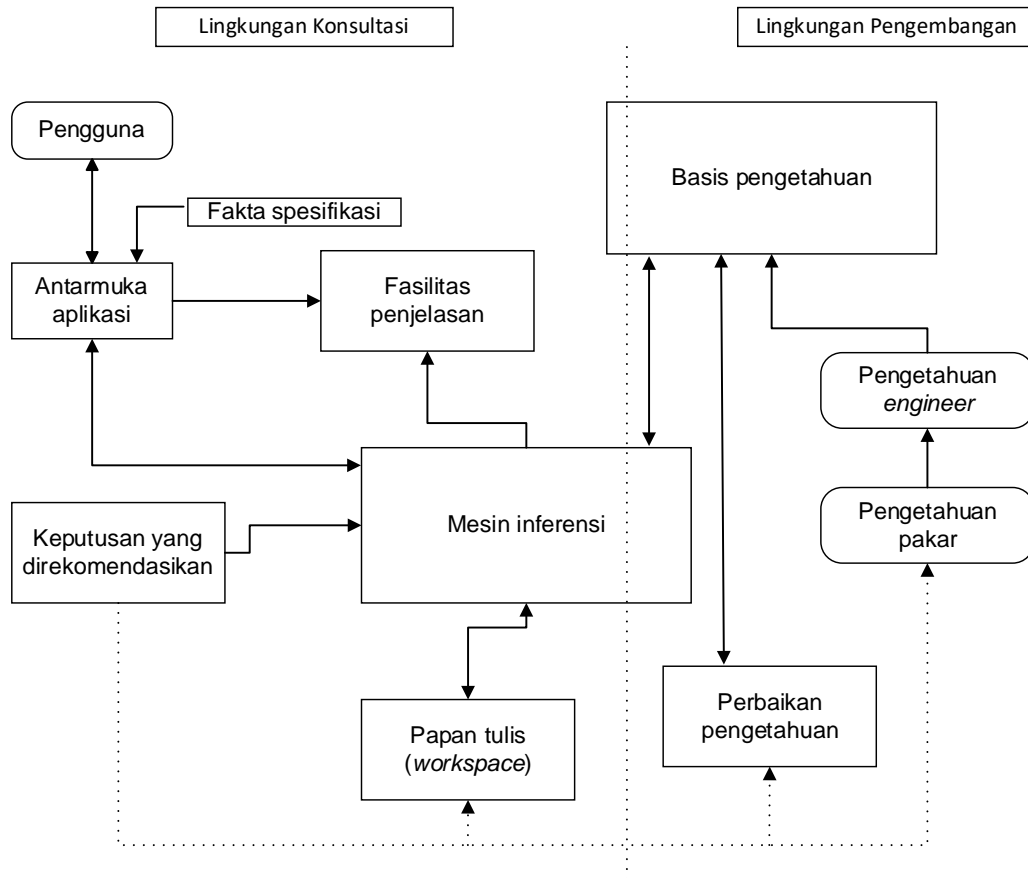 Lingkungan Konsultasi
Lingkungan Pengembangan
Pengguna
Fakta spesifikasi
Basis pengetahuan
Antarmuka
aplikasi
Fasilitas
penjelasan
Pengetahuan
engineer
Keputusan yang
direkomendasikan
Mesin inferensi
Pengetahuan
pakar
Papan tulis
(workspace)
Perbaikan
pengetahuan